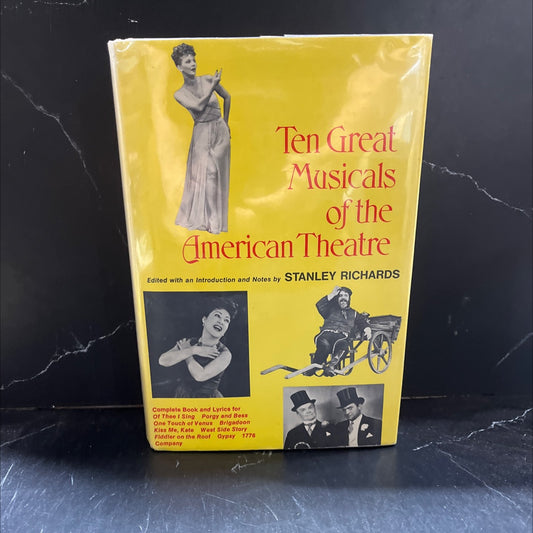 Ten Great
Musicals
of the
American Theatre
Edited with an Introduction and Notes by STANLEY RICHARDS
Complete Book and Lyrics for
Of Thee I Sing Porgy and Bess
One Touch of Venus Brigadoon
Kiss Me, Kate West Side Story
Fiddler on the Roof Gypsy 1776
Company